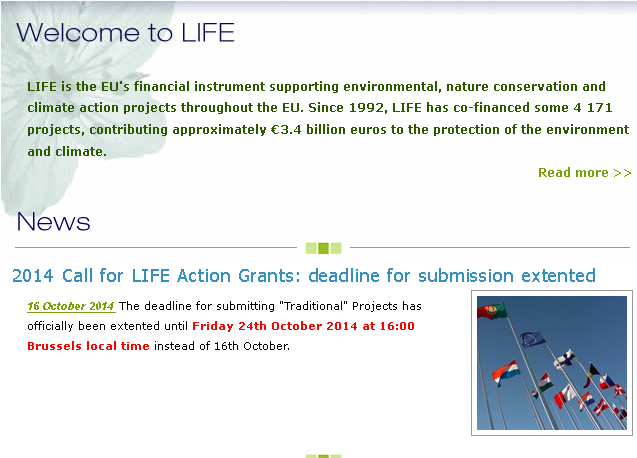 Welcome to LIFE
LIFE is the EU's financial instrument supporting environmental, nature conservation and
climate action projects throughout the EU. Since 1992, LIFE has co-financed some 4 171
projects, contributing approximately €3.4 billion euros to the protection of the environment
and climate.
Read more >>
News
2014 Call for LIFE Action Grants: deadline for submission extented
16 October 2014 The deadline for submitting "Traditional" Projects has
officially been extented until Friday 24th October 2014 at 16:00
Brussels local time instead of 16th October.